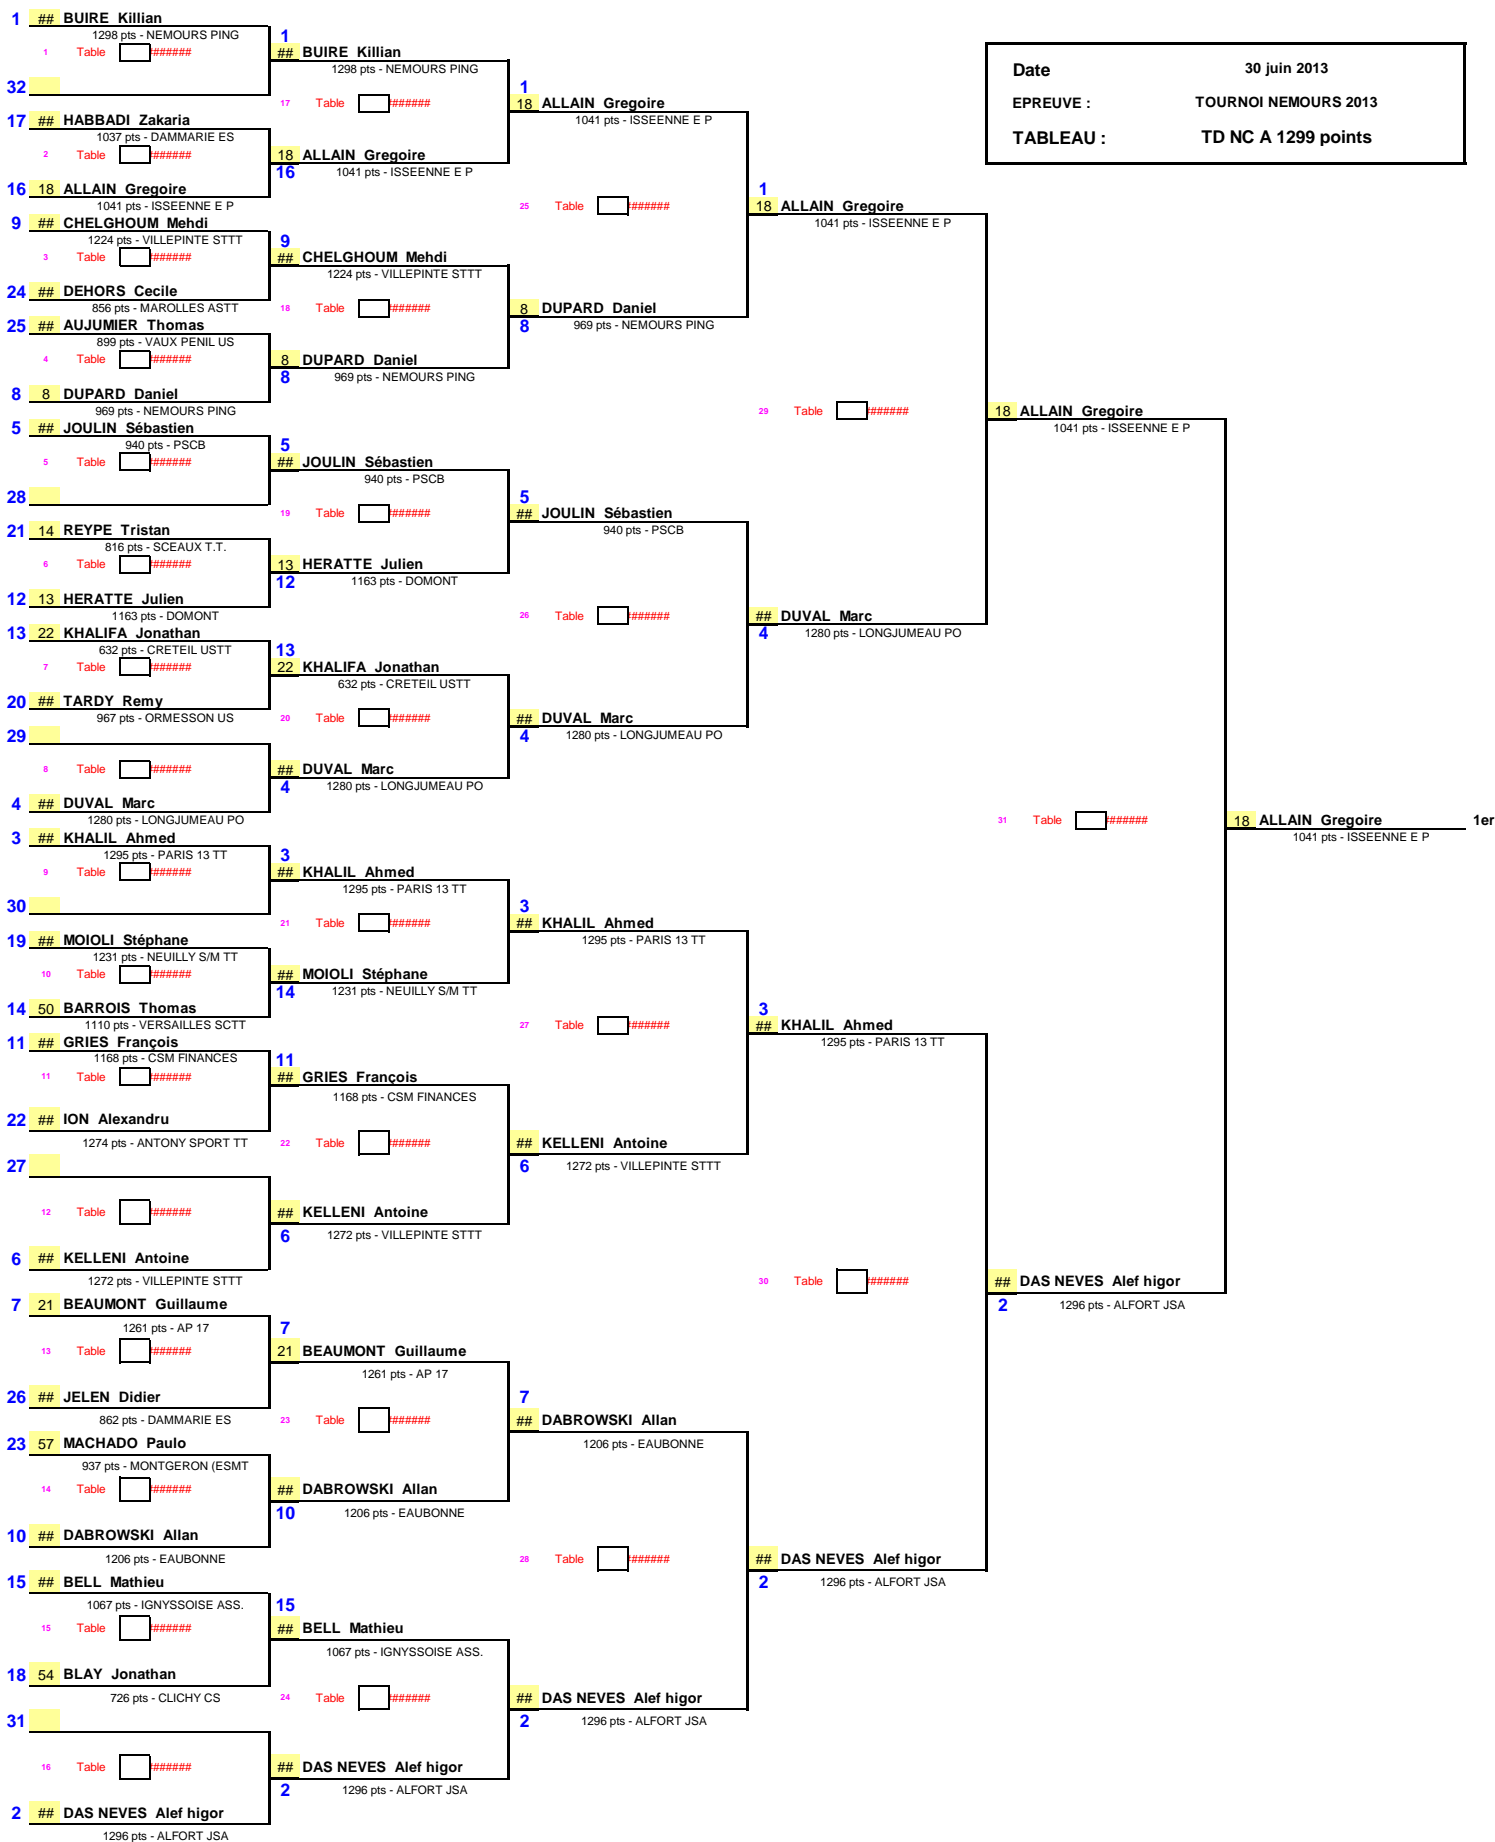 Date 30 juin 2013
EPREUVE : TOURNOI NEMOURS 2013
TABLEAU : TD NC A 1299 points
1 ## BUIRE Killian
1298 pts - NEMOURS PING
1 Table ######
32
17 ## HABBADI Zakaria
1037 pts - DAMMARIE ES
2 Table ######
16 18 ALLAIN Gregoire
1041 pts - ISSEENNE E P
9 ## CHELGHOUM Mehdi
1224 pts - VILLEPINTE STTT
3 Table ######
24 ## DEHORS Cecile
856 pts - MAROLLES ASTT
25 ## AUJUMIER Thomas
899 pts - VAUX PENIL US
4 Table ######
8 8 DUPARD Daniel
969 pts - NEMOURS PING
5 ## JOULIN Sébastien
940 pts - PSCB
5 Table ######
28
21 14 REYPE Tristan
816 pts - SCEAUX T.T.
6 Table ######
12 13 HERATTE Julien
1163 pts - DOMONT
13 22 KHALIFA Jonathan
632 pts - CRETEIL USTT
7 Table ######
20 ## TARDY Remy
967 pts - ORMESSON US
29
8 Table ######
4 ## DUVAL Marc
1280 pts - LONGJUMEAU PO
3 ## KHALIL Ahmed
1295 pts - PARIS 13 TT
9 Table ######
30
19 ## MOIOLI Stéphane
1231 pts - NEUILLY S/M TT
10 Table ######
14 50 BARROIS Thomas
1110 pts - VERSAILLES SCTT
11 ## GRIES François
1168 pts - CSM FINANCES
11 Table ######
22 ## ION Alexandru
1274 pts - ANTONY SPORT TT
27
12 Table ######
6 ## KELLENI Antoine
1272 pts - VILLEPINTE STTT
7 21 BEAUMONT Guillaume
1261 pts - AP 17
13 Table ######
26 ## JELEN Didier
862 pts - DAMMARIE ES
23 57 MACHADO Paulo
937 pts - MONTGERON (ESMT
14 Table ######
10 ## DABROWSKI Allan
1206 pts - EAUBONNE
15 ## BELL Mathieu
1067 pts - IGNYSSOISE ASS.
15 Table ######
18 54 BLAY Jonathan
726 pts - CLICHY CS
31
16 Table ######
2 ## DAS NEVES Alef higor
1296 pts - ALFORT JSA
1
## BUIRE Killian
1298 pts - NEMOURS PING
17 Table ######
18 ALLAIN Gregoire
16
1041 pts - ISSEENNE E P
9
## CHELGHOUM Mehdi
1224 pts - VILLEPINTE STTT
18 Table ######
8 DUPARD Daniel
8
969 pts - NEMOURS PING
5
## JOULIN Sébastien
940 pts - PSCB
19 Table ######
13 HERATTE Julien
12
1163 pts - DOMONT
13
22 KHALIFA Jonathan
632 pts - CRETEIL USTT
20 Table ######
## DUVAL Marc
4
1280 pts - LONGJUMEAU PO
3
## KHALIL Ahmed
1295 pts - PARIS 13 TT
21 Table ######
## MOIOLI Stéphane
14
1231 pts - NEUILLY S/M TT
11
## GRIES François
1168 pts - CSM FINANCES
22 Table ######
## KELLENI Antoine
6
1272 pts - VILLEPINTE STTT
7
21 BEAUMONT Guillaume
1261 pts - AP 17
23 Table ######
## DABROWSKI Allan
10
1206 pts - EAUBONNE
15
## BELL Mathieu
1067 pts - IGNYSSOISE ASS.
24 Table ######
## DAS NEVES Alef higor
2
1296 pts - ALFORT JSA
1
18 ALLAIN Gregoire
1041 pts - ISSEENNE E P
25 Table ######
8 DUPARD Daniel
8
969 pts - NEMOURS PING
5
## JOULIN Sébastien
940 pts - PSCB
26 Table ######
## DUVAL Marc
4
1280 pts - LONGJUMEAU PO
3
## KHALIL Ahmed
1295 pts - PARIS 13 TT
27 Table ######
## KELLENI Antoine
6
1272 pts - VILLEPINTE STTT
7
## DABROWSKI Allan
1206 pts - EAUBONNE
28 Table ######
## DAS NEVES Alef higor
2
1296 pts - ALFORT JSA
1
18 ALLAIN Gregoire
1041 pts - ISSEENNE E P
29 Table ######
## DUVAL Marc
4
1280 pts - LONGJUMEAU PO
3
## KHALIL Ahmed
1295 pts - PARIS 13 TT
30 Table ######
## DAS NEVES Alef higor
2
1296 pts - ALFORT JSA
18 ALLAIN Gregoire
1041 pts - ISSEENNE E P
31 Table ######
## DAS NEVES Alef higor
2
1296 pts - ALFORT JSA
18 ALLAIN Gregoire 1er
1041 pts - ISSEENNE E P